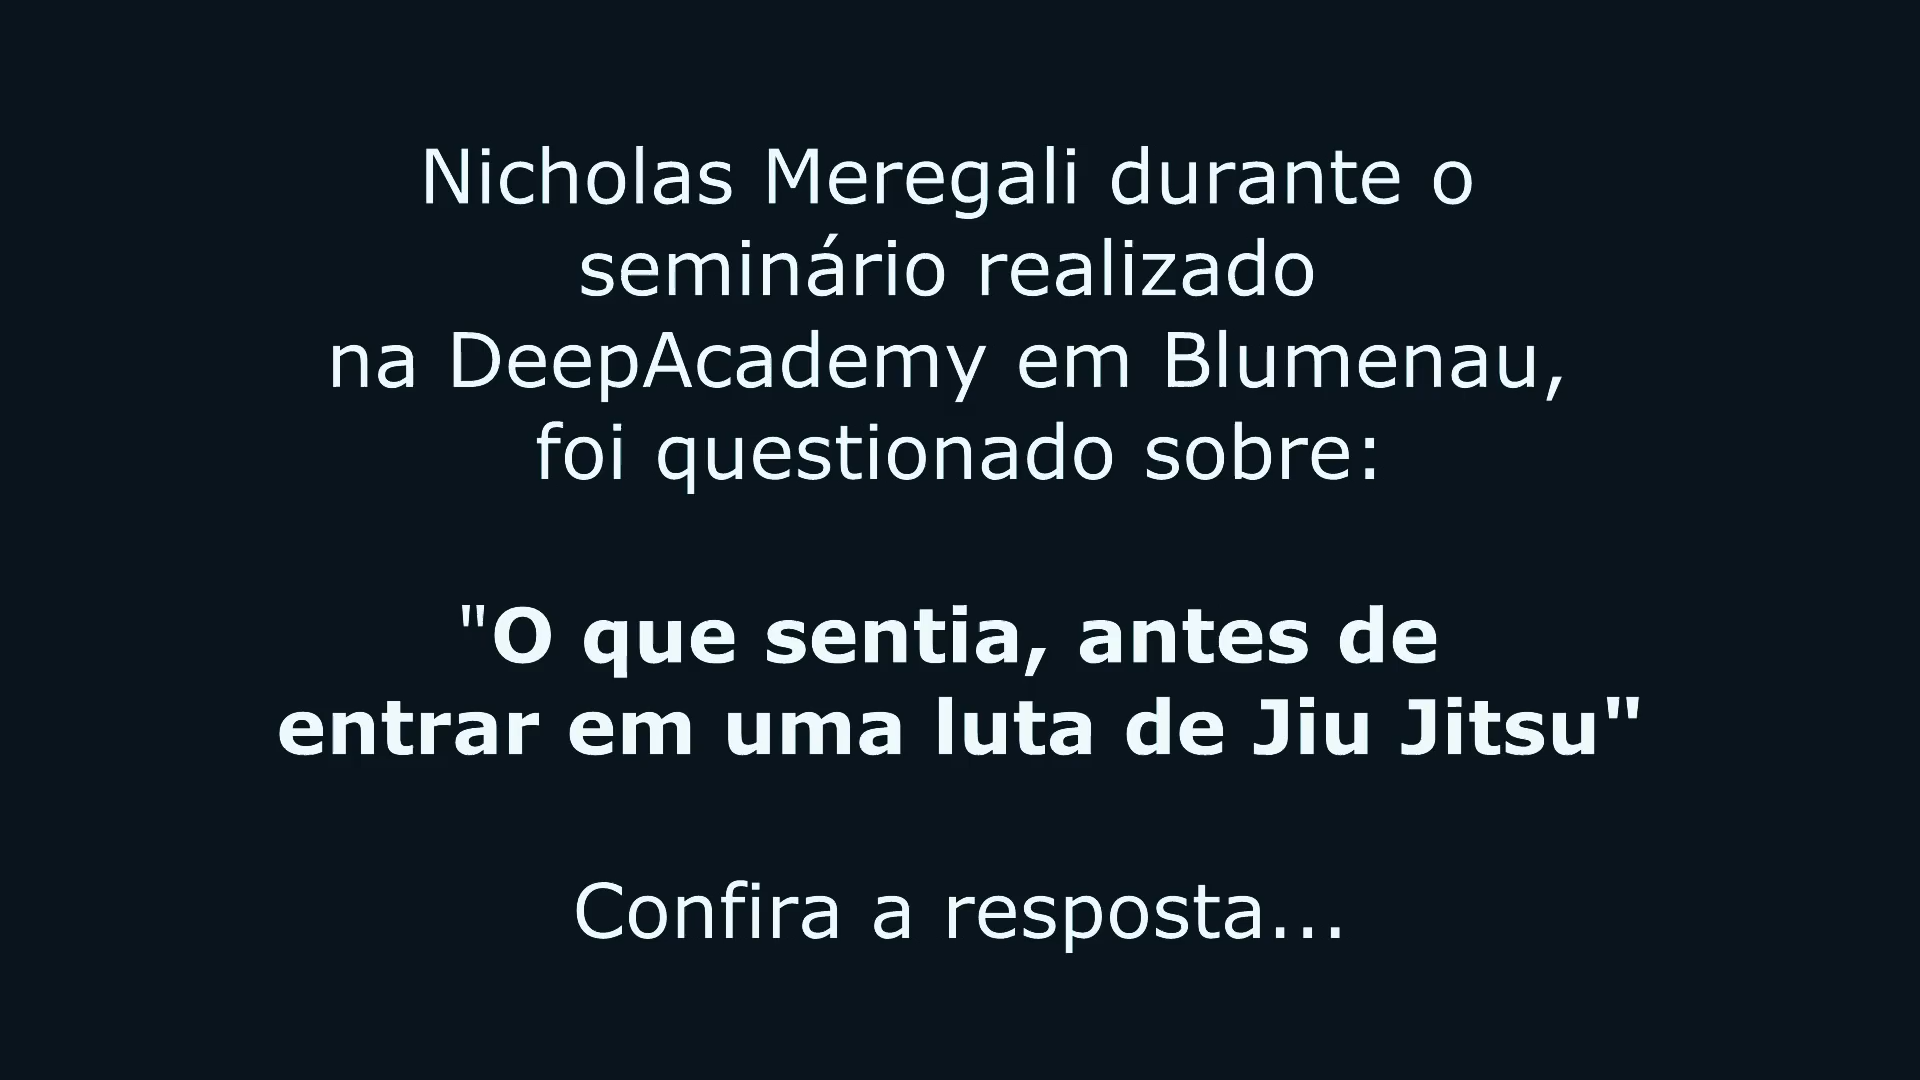 Nicholas Meregali durante o
seminário realizado
na DeepAcademy em Blumenau,
foi questionado sobre:
"O que sentia, antes de
entrar em uma luta de Jiu Jitsu"
Confira a resposta...